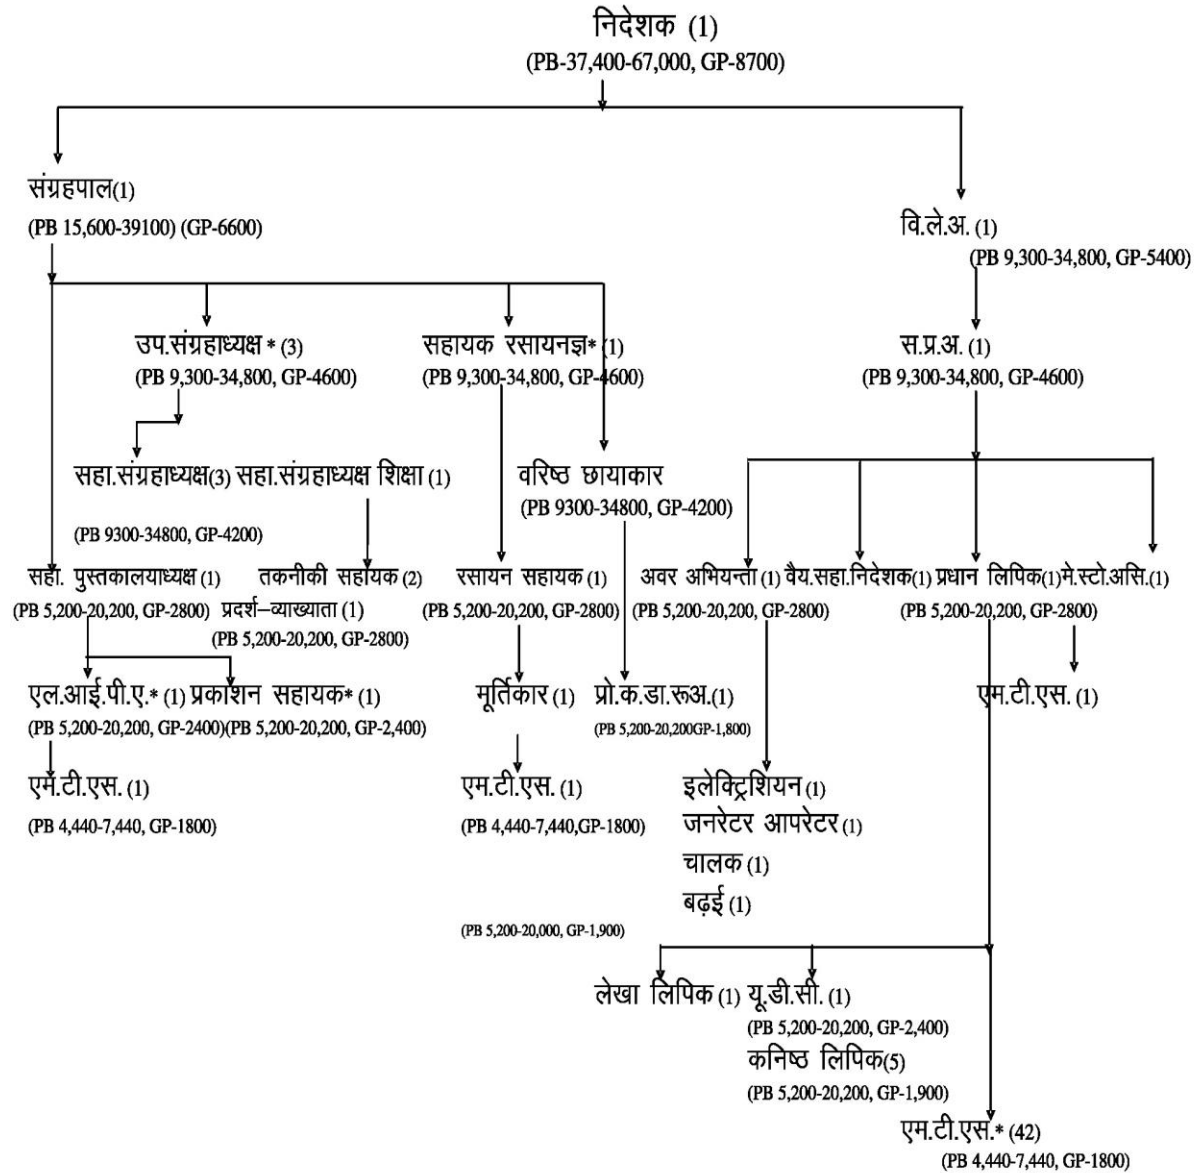 निदेशक (1)
(PB-37,400-67,000, GP-8700)
संग्रहपाल(1)
(PB 15,600-39100) (GP-6600)
वि.ले.अ. (1)
(PB 9,300-34,800, GP-5400)
उप.संग्रहाध्यक्ष * (3)
(PB 9,300-34,800, GP-4600)
सहायक रसायनज्ञ* (1)
(PB 9,300-34,800, GP-4600)
स.प्र.अ. (1)
(PB 9,300-34,800, GP-4600)
सहा.संग्रहाध्यक्ष(3) सहा.संग्रहाध्यक्ष शिक्षा (1)
(PB 9300-34800, GP-4200)
वरिष्ठ छायाकार
(PB 9300-34800, GP-4200)
सहा. पुस्तकालयाध्यक्ष (1)
(PB 5,200-20,200, GP-2800)
तकनीकी सहायक (2)
प्रदर्श–व्याख्याता (1)
(PB 5,200-20,200, GP-2800)
रसायन सहायक (1)
(PB 5,200-20,200, GP-2800)
अवर अभियन्ता (1) वैय.सहा.निदेशक(1) प्रधान लिपिक(1) मे.स्टो.असि.(1)
(PB 5,200-20,200, GP-2800)
(PB 5,200-20,200, GP-2800)
एल.आई.पी.ए.* (1) प्रकाशन सहायक* (1)
(PB 5,200-20,200, GP-2400)(PB 5,200-20,200, GP-2,400)
मूर्तिकार (1)
प्रो.क.डा.रूअ.(1)
(PB 5,200-20,200GP-1,800)
एम.टी.एस. (1)
एम.टी.एस. (1)
(PB 4,440-7,440, GP-1800)
एम.टी.एस. (1)
(PB 4,440-7,440,GP-1800)
इलेक्ट्रिशियन (1)
जनरेटर आपरेटर (1)
चालक (1)
बढ़ई (1)
(PB 5,200-20,000, GP-1,900)
लेखा लिपिक (1) यू.डी.सी. (1)
(PB 5,200-20,200, GP-2,400)
कनिष्ठ लिपिक(5)
(PB 5,200-20,200, GP-1,900)
एम.टी.एस.* (42)
(PB 4,440-7,440, GP-1800)